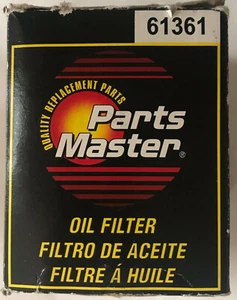 61361
QUALITY REPLACEMENT PARTS
Parts
Master®
OIL FILTER
FILTRO DE ACEITE
FILTRE Á HUILE